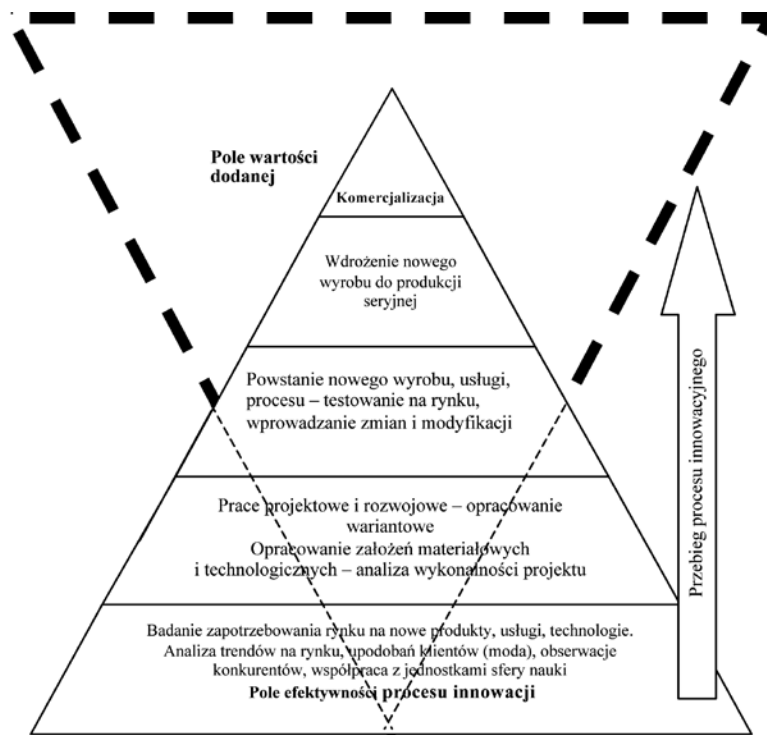 Pole wartości
dodanej
Komercjalizacja
Wdrożenie nowego
wyrobu do produkcji
seryjnej
Powstanie nowego wyrobu, usługi,
procesu – testowanie na rynku,
wprowadzanie zmian i modyfikacji
Prace projektowe i rozwojowe – opracowanie
wariantowe
Opracowanie założeń materiałowych
i technologicznych – analiza wykonalności projektu
Badanie zapotrzebowania rynku na nowe produkty, usługi, technologie.
Analiza trendów na rynku, upodobań klientów (moda), obserwacje
konkurentów, współpraca z jednostkami sfery nauki
Pole efektywności procesu innowacji
Przebieg procesu innowacyjnego